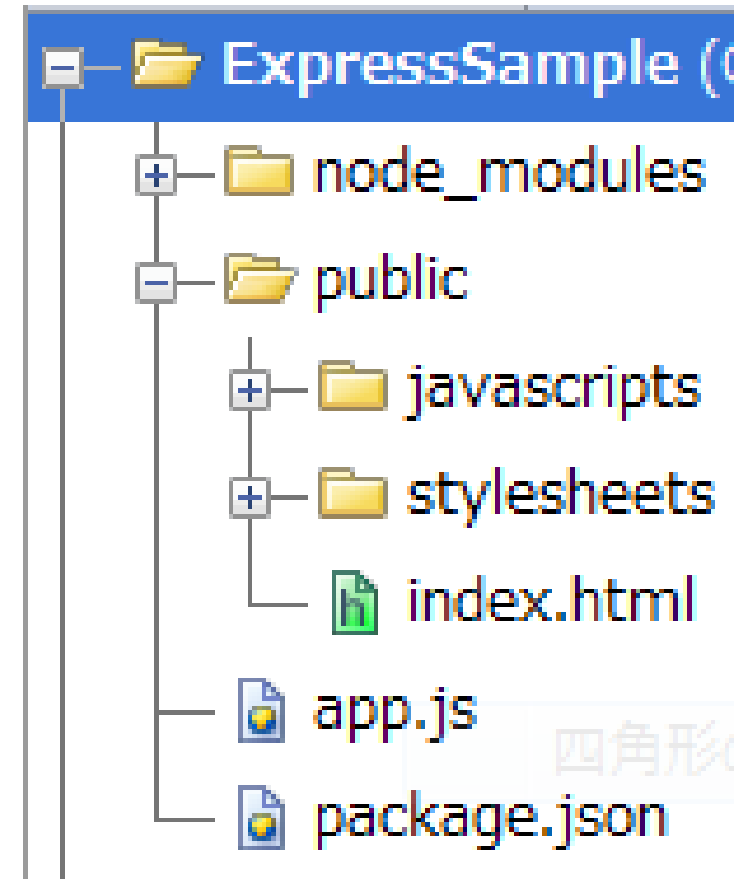 ExpressSample (
node_modules
public
javascripts
stylesheets
index.html
app.js
四角形
package.json